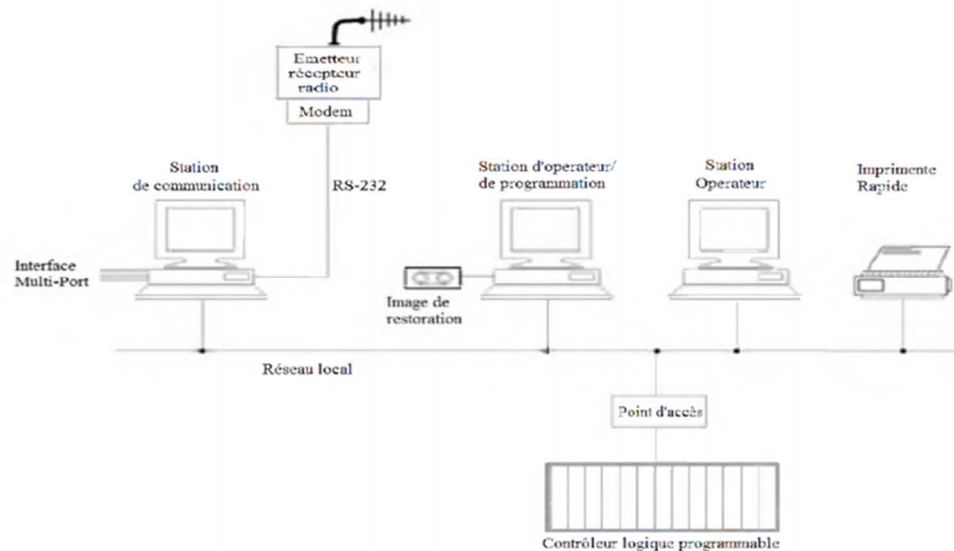 Emetteur
récepteur
radio
Modem
Station
de communication
RS-232
Station d'operateur/
de programmation
Station
Operateur
Imprimente
Rapide
Interface
Multi-Port
Image de
restoration
Réseau local
Point d'accès
Contrôleur logique programmable